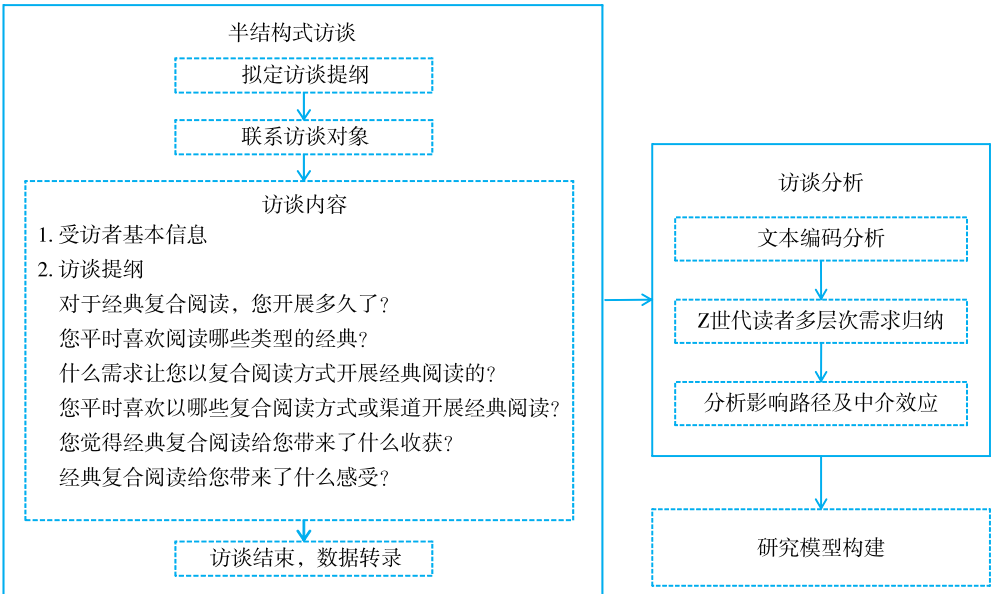 半结构式访谈
拟定访谈提纲
联系访谈对象
访谈内容
1. 受访者基本信息
2. 访谈提纲
对于经典复合阅读，您开展多久了？
您平时喜欢阅读哪些类型的经典？
什么需求让您以复合阅读方式开展经典阅读的？
您平时喜欢以哪些复合阅读方式或渠道开展经典阅读？
您觉得经典复合阅读给您带来了什么收获？
经典复合阅读给您带来了什么感受？
访谈结束，数据转录
访谈分析
文本编码分析
Z世代读者多层次需求归纳
分析影响路径及中介效应
研究模型构建